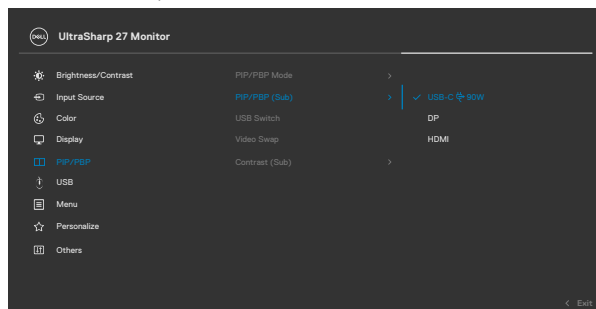 DELL UltraSharp 27 Monitor
Brightness/Contrast PIP/PBP Mode >
Input Source PIP/PBP (Sub) > ✓ USB-C 90W
Color USB Switch DP
Display Video Swap HDMI
PIP/PBP Contrast (Sub) >
USB
Menu
Personalize
Others
< Exit